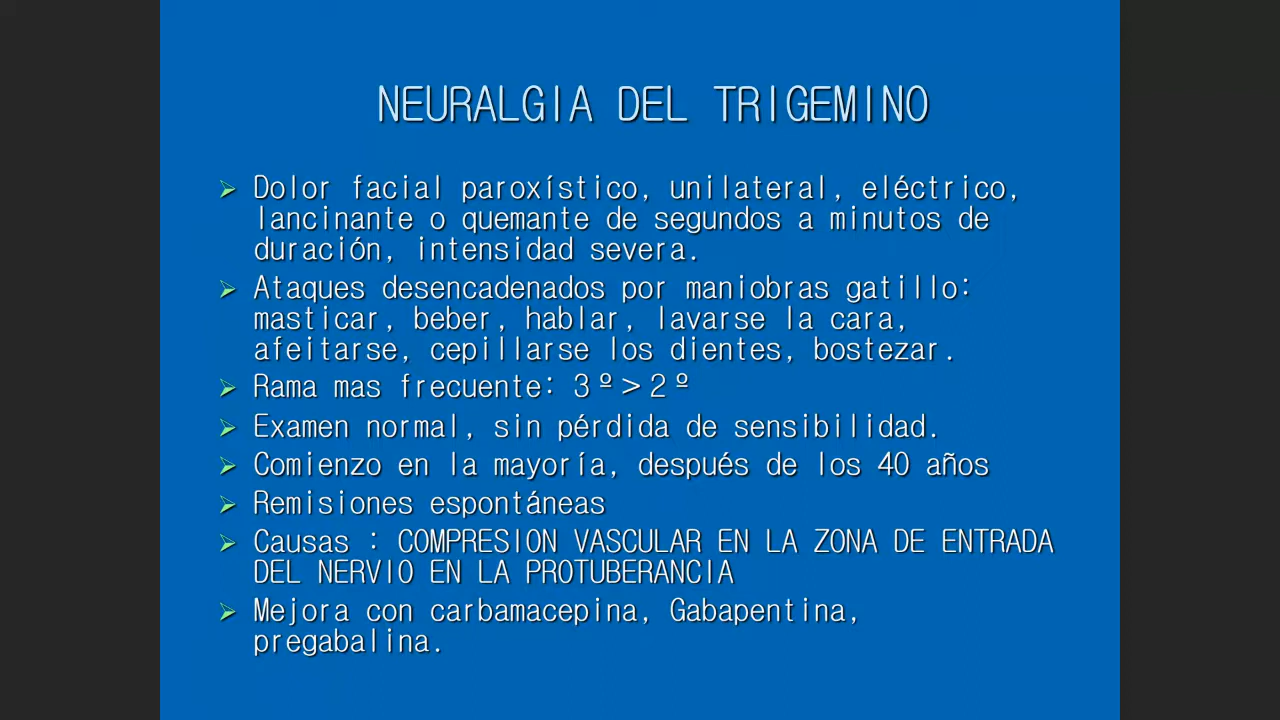 NEURALGIA DEL TRIGEMINO
➢ Dolor facial paroxístico, unilateral, eléctrico,
lancinante o quemante de segundos a minutos de
duración, intensidad severa.
➢ Ataques desencadenados por maniobras gatillo:
masticar, beber, hablar, lavarse la cara,
afeitarse, cepillarse los dientes, bostezar.
➢ Rama mas frecuente: 3º>2º
➢ Examen normal, sin pérdida de sensibilidad.
➢ Comienzo en la mayoría, después de los 40 años
➢ Remisiones espontáneas
➢ Causas : COMPRESION VASCULAR EN LA ZONA DE ENTRADA
DEL NERVIO EN LA PROTUBERANCIA
➢ Mejora con carbamacepina, Gabapentina,
pregabalina.